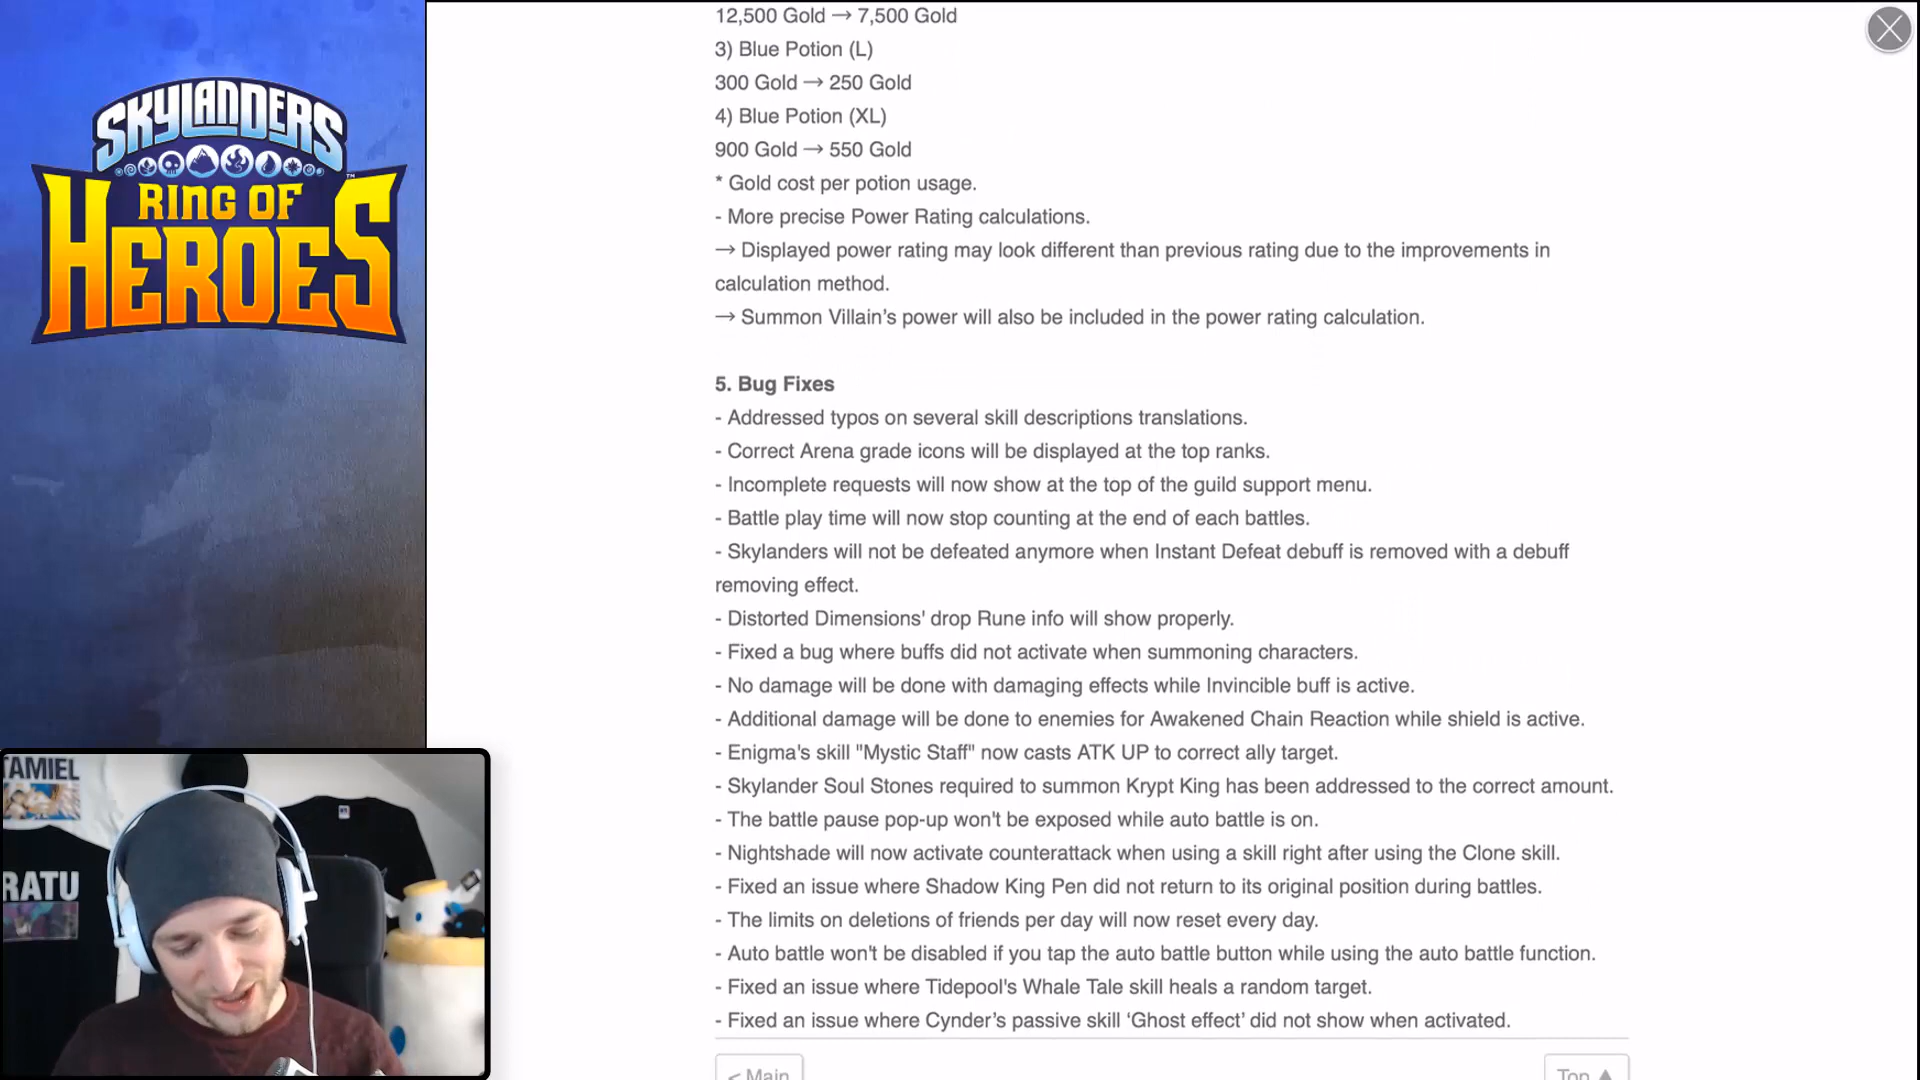 SKYLANDERS
RING OF
HEROES
12,500 Gold → 7,500 Gold
3) Blue Potion (L)
300 Gold → 250 Gold
4) Blue Potion (XL)
900 Gold → 550 Gold
* Gold cost per potion usage.
- More precise Power Rating calculations.
→ Displayed power rating may look different than previous rating due to the improvements in
calculation method.
→ Summon Villain's power will also be included in the power rating calculation.
5. Bug Fixes
- Addressed typos on several skill descriptions translations.
- Correct Arena grade icons will be displayed at the top ranks.
- Incomplete requests will now show at the top of the guild support menu.
- Battle play time will now stop counting at the end of each battles.
- Skylanders will not be defeated anymore when Instant Defeat debuff is removed with a debuff
removing effect.
- Distorted Dimensions' drop Rune info will show properly.
- Fixed a bug where buffs did not activate when summoning characters.
- No damage will be done with damaging effects while Invincible buff is active.
- Additional damage will be done to enemies for Awakened Chain Reaction while shield is active.
- Enigma's skill "Mystic Staff" now casts ATK UP to correct ally target.
- Skylander Soul Stones required to summon Krypt King has been addressed to the correct amount.
- The battle pause pop-up won't be exposed while auto battle is on.
- Nightshade will now activate counterattack when using a skill right after using the Clone skill.
- Fixed an issue where Shadow King Pen did not return to its original position during battles.
- The limits on deletions of friends per day will now reset every day.
- Auto battle won't be disabled if you tap the auto battle button while using the auto battle function.
- Fixed an issue where Tidepool's Whale Tale skill heals a random target.
- Fixed an issue where Cynder's passive skill 'Ghost effect' did not show when activated.
< Main
Top ▲
TAMIEL
RATU